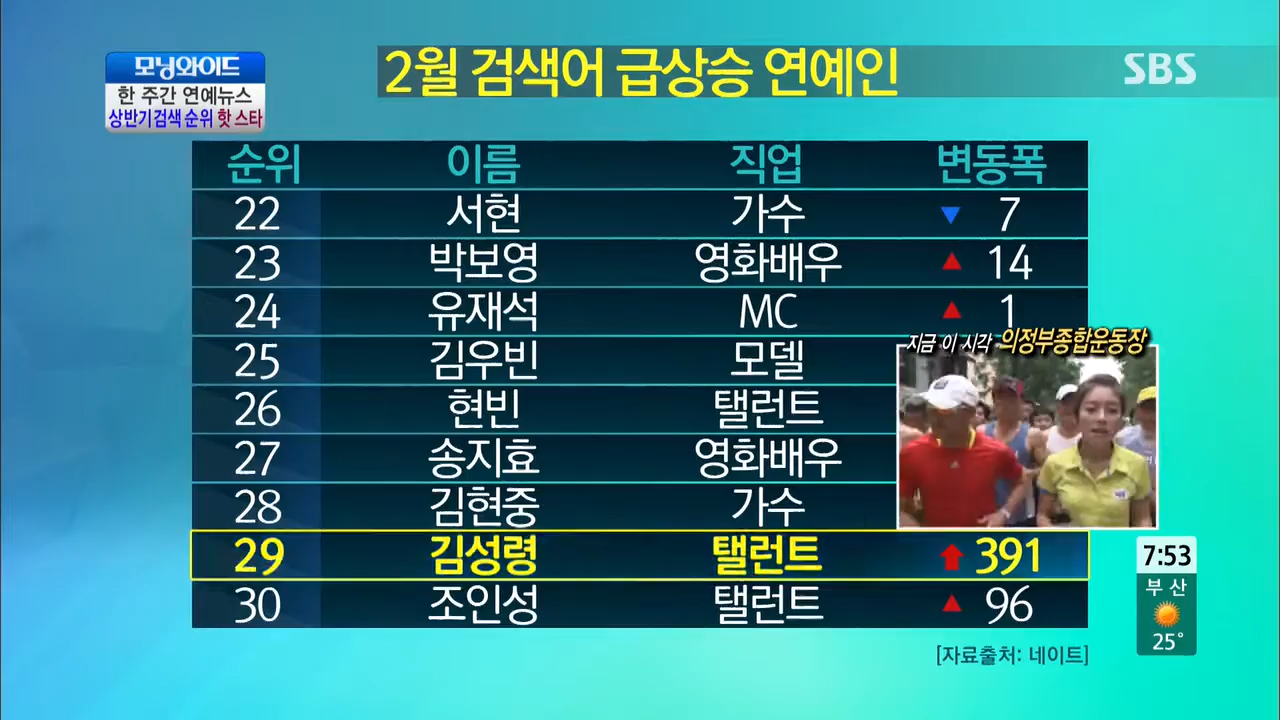 2월 검색어 급상승 연예인
SBS
모닝와이드
한 주간 연예뉴스
상반기 검색 순위 핫 스타
순위 이름 직업 변동폭
22 서현 가수 ▼ 7
23 박보영 영화배우 ▲ 14
24 유재석 MC ▲ 1
25 김우빈 모델
26 현빈 탤런트
27 송지효 영화배우
28 김현중 가수
29 김성령 탤런트 ⬆ 391
30 조인성 탤런트 ▲ 96
지금 이 시각 의정부종합운동장
7:53
부산
25°
[자료출처: 네이트]